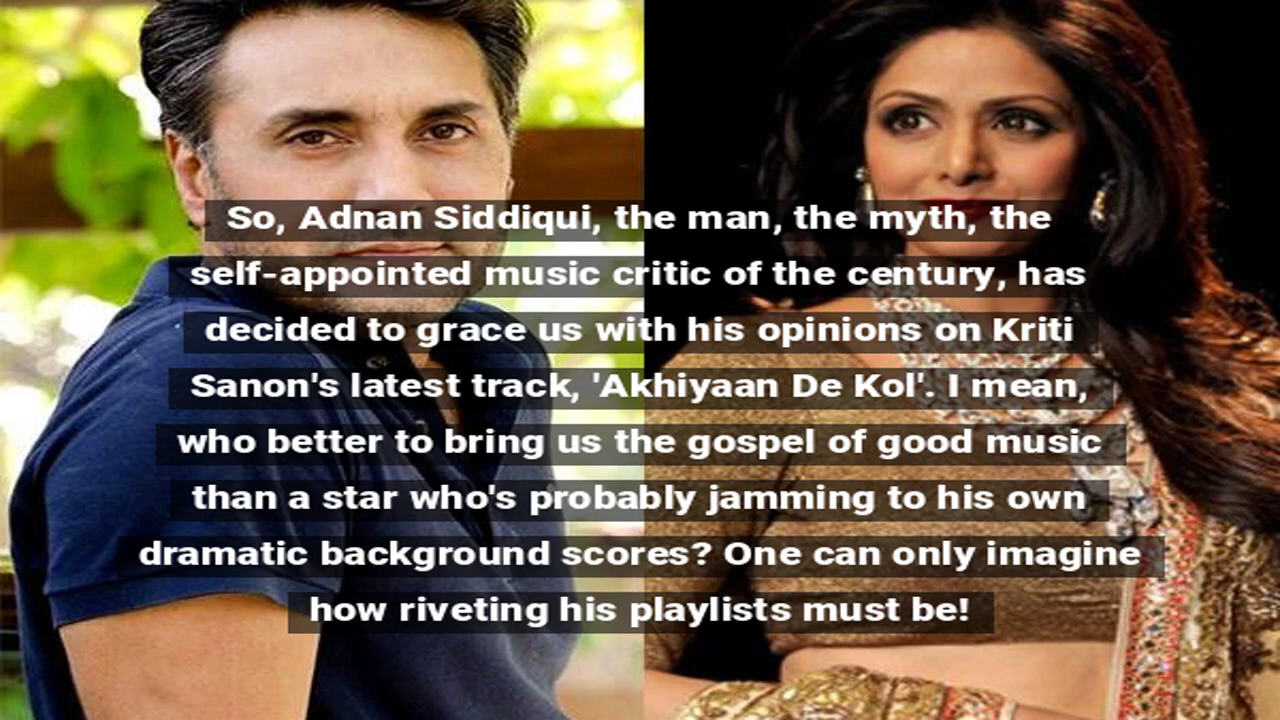 So, Adnan Siddiqui, the man, the myth, the
self-appointed music critic of the century, has
decided to grace us with his opinions on Kriti
Sanon's latest track, 'Akhiyaan De Kol'. I mean,
who better to bring us the gospel of good music
than a star who's probably jamming to his own
dramatic background scores? One can only imagine
how riveting his playlists must be!